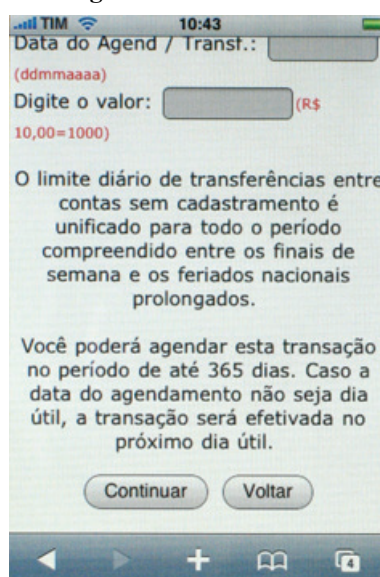 TIM 10:43
Data do Agend / Transf.:
(ddmmaaaa)
Digite o valor: (R$
10,00=1000)
O limite diário de transferências entre
contas sem cadastramento é
unificado para todo o período
compreendido entre os finais de
semana e os feriados nacionais
prolongados.
Você poderá agendar esta transação
no período de até 365 dias. Caso a
data do agendamento não seja dia
útil, a transação será efetivada no
próximo dia útil.
Continuar Voltar
4